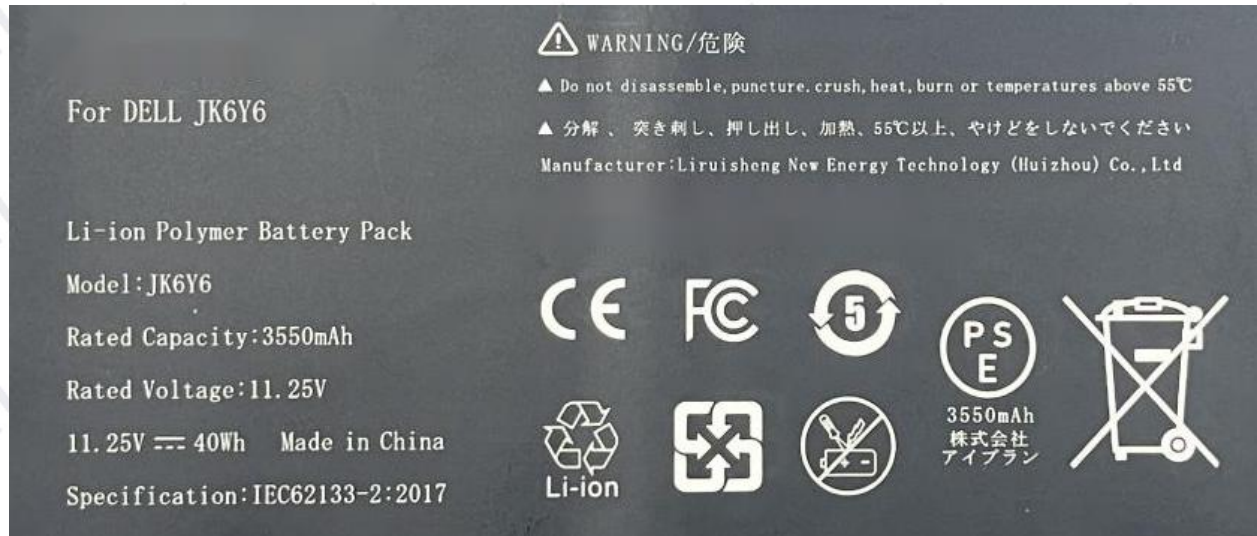 For DELL JK6Y6
Li-ion Polymer Battery Pack
Model:JK6Y6
Rated Capacity:3550mAh
Rated Voltage:11.25V
11.25V ⎓ 40Wh Made in China
Specification:IEC62133-2:2017
WARNING/危険
▲ Do not disassemble,puncture.crush,heat,burn or temperatures above 55℃
▲ 分解 、 突き刺し、押し出し、加熱、55℃以上、やけどをしないでください
Manufacturer:Liruisheng New Energy Technology (Huizhou) Co.,Ltd
CE FC 5
PS
E
3550mAh
株式会社
アイプラン
Li-ion